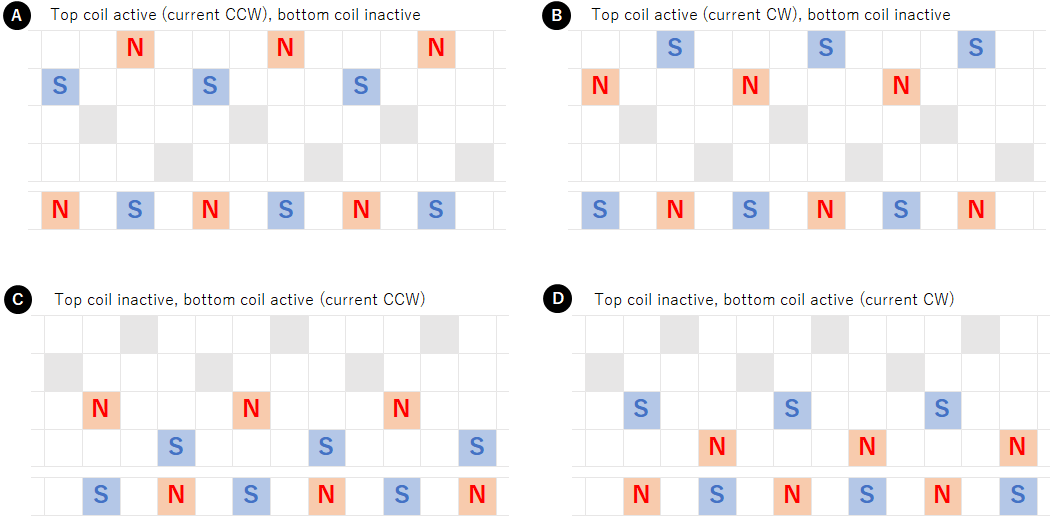 A Top coil active (current CCW), bottom coil inactive
N N N
S S S
N S N S N S
B Top coil active (current CW), bottom coil inactive
S S S
N N N
S N S N S N
C Top coil inactive, bottom coil active (current CCW)
N N N
S S S
S N S N S N
D Top coil inactive, bottom coil active (current CW)
S S S
N N N
N S N S N S